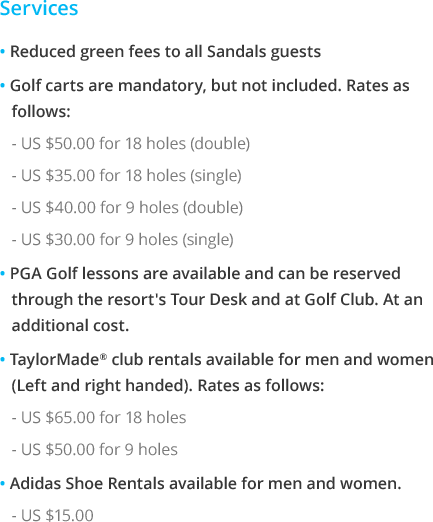 Services
• Reduced green fees to all Sandals guests
• Golf carts are mandatory, but not included. Rates as
follows:
- US $50.00 for 18 holes (double)
- US $35.00 for 18 holes (single)
- US $40.00 for 9 holes (double)
- US $30.00 for 9 holes (single)
• PGA Golf lessons are available and can be reserved
through the resort's Tour Desk and at Golf Club. At an
additional cost.
• TaylorMade® club rentals available for men and women
(Left and right handed). Rates as follows:
- US $65.00 for 18 holes
- US $50.00 for 9 holes
• Adidas Shoe Rentals available for men and women.
- US $15.00